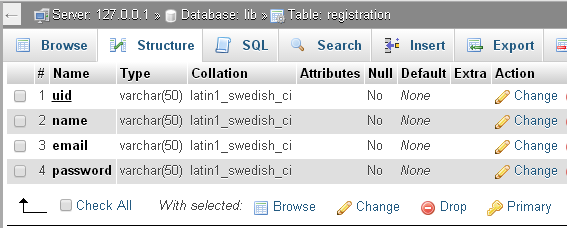 Server: 127.0.0.1 » Database: lib » Table: registration
Browse Structure SQL Search Insert Export
# Name Type Collation Attributes Null Default Extra Action
1 uid varchar(50) latin1_swedish_ci No None Change
2 name varchar(50) latin1_swedish_ci No None Change
3 email varchar(50) latin1_swedish_ci No None Change
4 password varchar(50) latin1_swedish_ci No None Change
Check All With selected: Browse Change Drop Primary